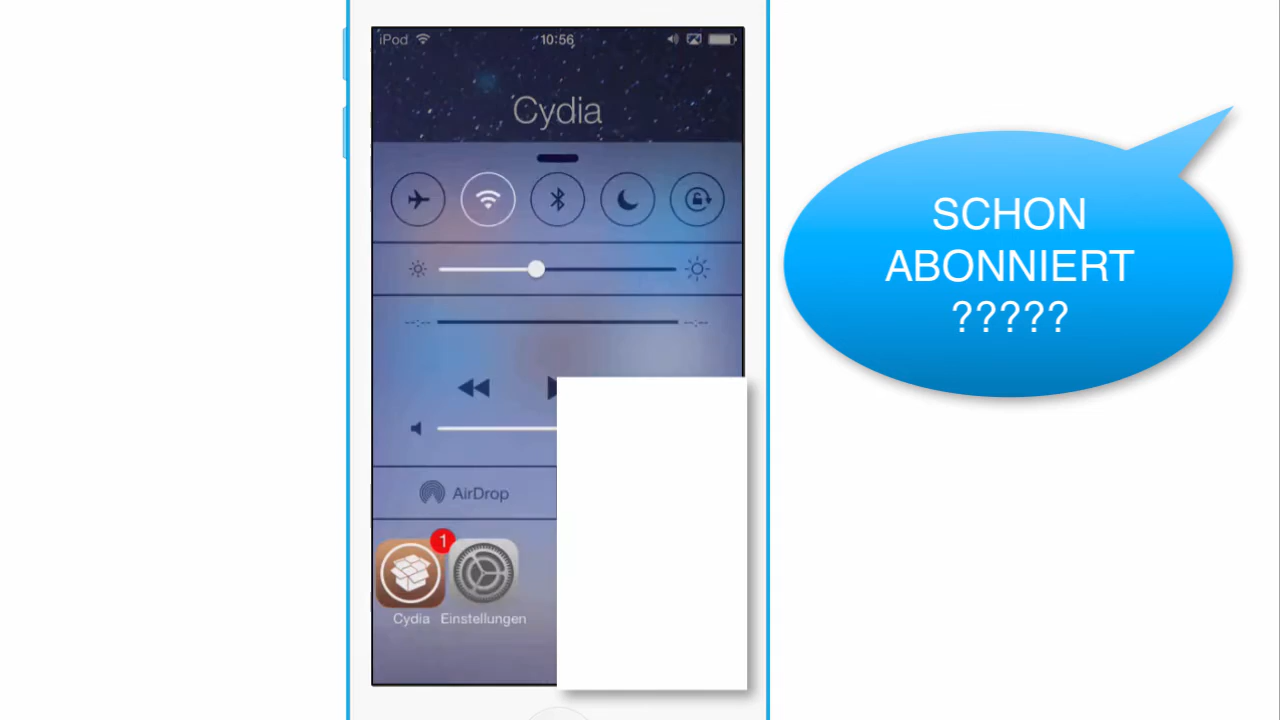 iPod
10:56
Cydia
SCHON
ABONNIERT
?????
--:--
--:--
AirDrop
1
Cydia
Einstellungen